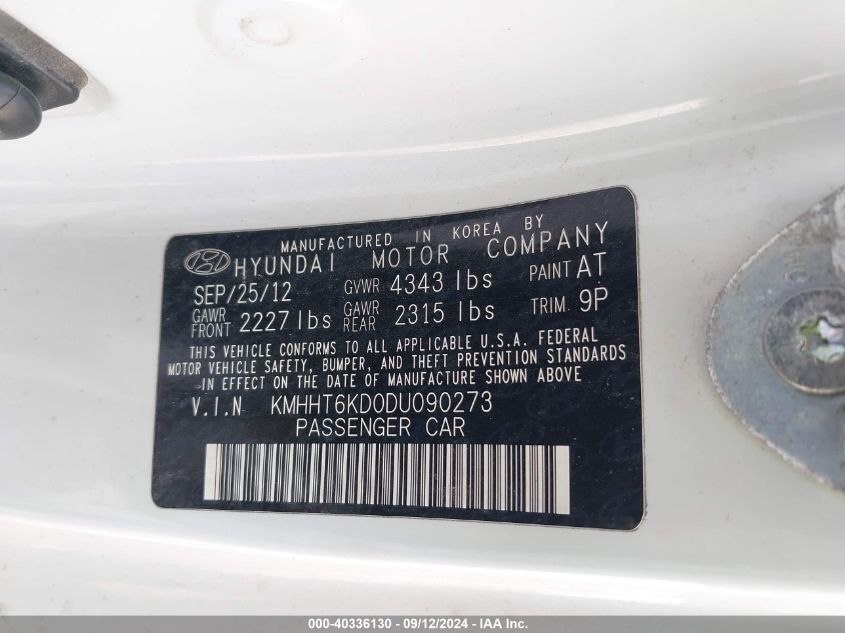 MANUFACTURED IN KOREA BY
HYUNDAI MOTOR COMPANY
SEP/25/12 GVWR 4343 lbs PAINT AT
GAWR FRONT 2227 lbs GAWR REAR 2315 lbs TRIM 9P
THIS VEHICLE CONFORMS TO ALL APPLICABLE U.S.A. FEDERAL
MOTOR VEHICLE SAFETY, BUMPER, AND THEFT PREVENTION STANDARDS
IN EFFECT ON THE DATE OF MANUFACTURE SHOWN ABOVE
V.I.N KMHHT6KD0DU090273
PASSENGER CAR
000-40336130 - 09/12/2024 - IAA Inc.